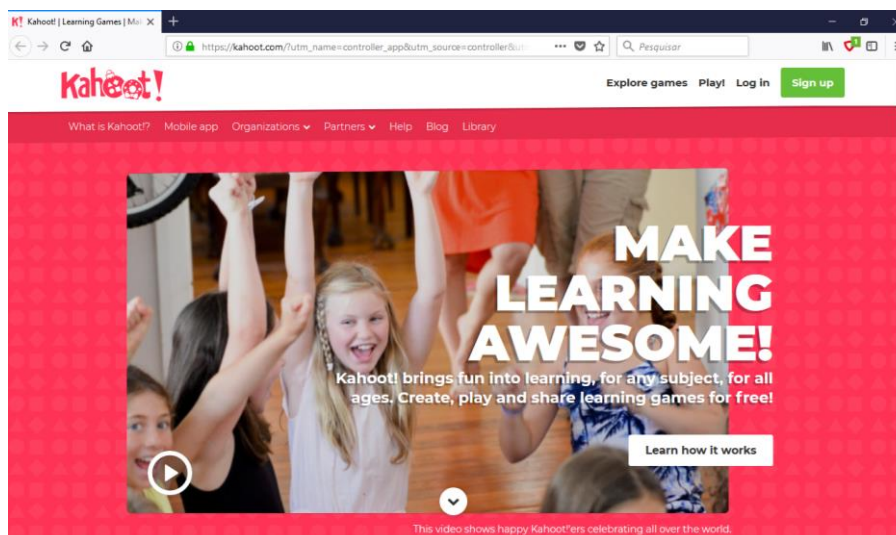 Kahoot! | Learning Games | Mak
https://kahoot.com/?utm_name=controller_app&utm_source=controller&ut
Pesquisar
1
Kahoot!
Explore games Play! Log in Sign up
What is Kahoot!? Mobile app Organizations Partners Help Blog Library
MAKE
LEARNING
AWESOME!
Kahoot! brings fun into learning, for any subject, for all
ages. Create, play and share learning games for free!
Learn how it works
This video shows happy Kahoot!'ers celebrating all over the world.